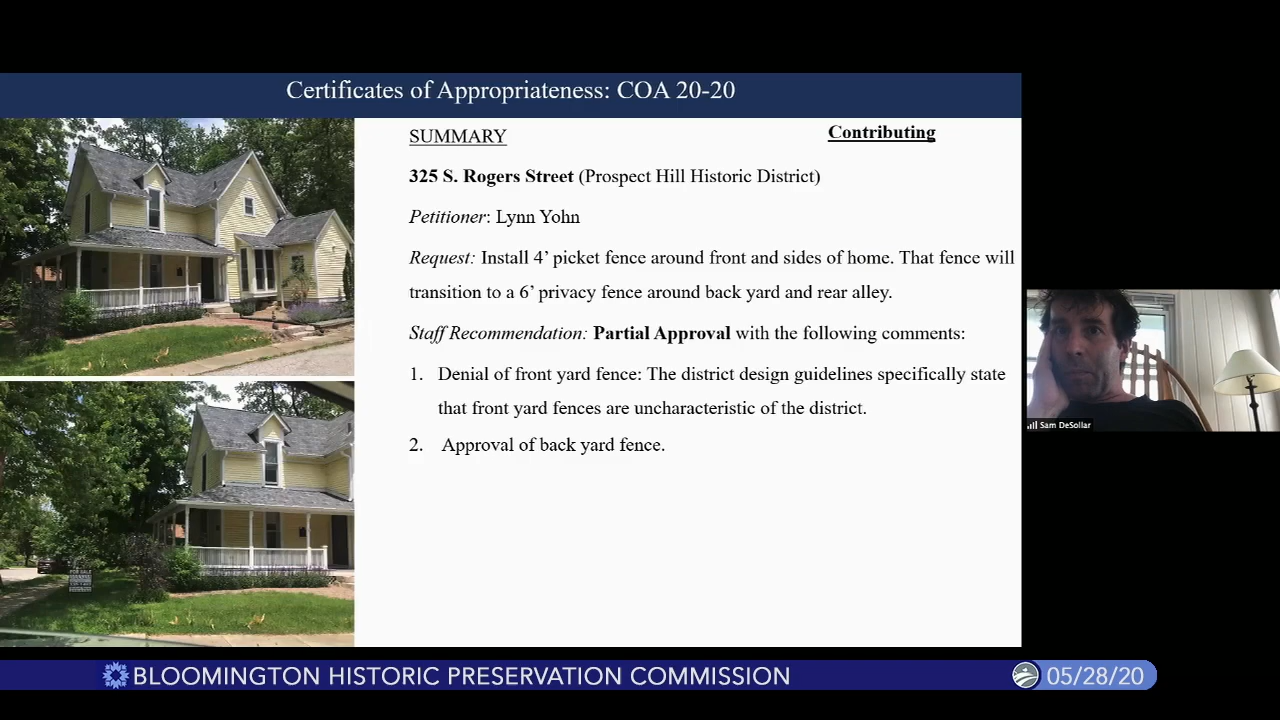 Certificates of Appropriateness: COA 20-20
SUMMARY
Contributing
325 S. Rogers Street (Prospect Hill Historic District)
Petitioner: Lynn Yohn
Request: Install 4’ picket fence around front and sides of home. That fence will
transition to a 6’ privacy fence around back yard and rear alley.
Staff Recommendation: Partial Approval with the following comments:
1. Denial of front yard fence: The district design guidelines specifically state
that front yard fences are uncharacteristic of the district.
2. Approval of back yard fence.
Sam DeSollar
FOR SALE
BLOOMINGTON HISTORIC PRESERVATION COMMISSION
05/28/20